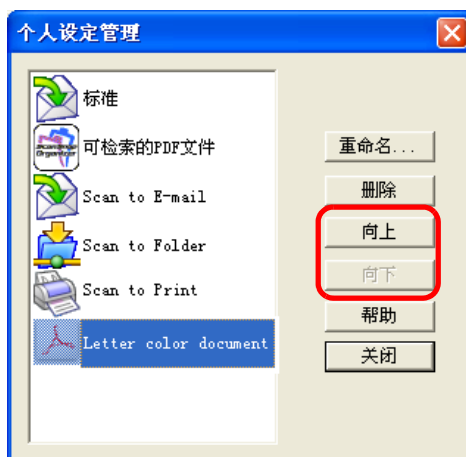 个人设定管理
标准
可检索的PDF文件
Scan to E-mail
Scan to Folder
Scan to Print
Letter color document
重命名...
删除
向上
向下
帮助
关闭